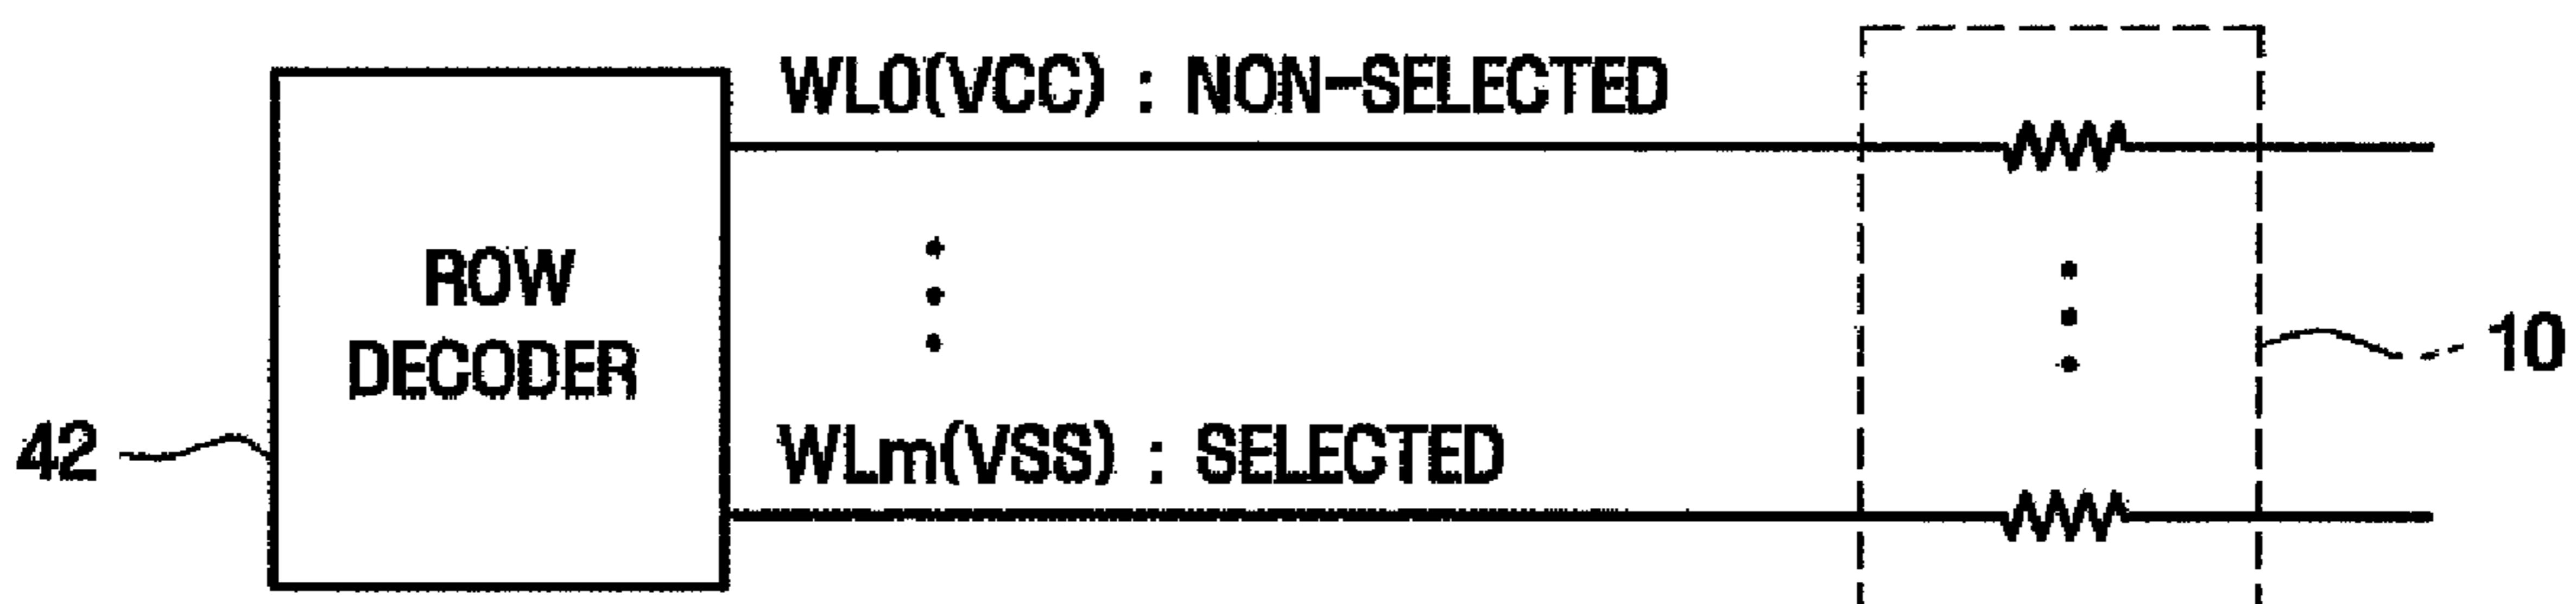 WL0(VCC) : NON-SELECTED
ROW
DECODER
10
42
WLm(VSS) : SELECTED